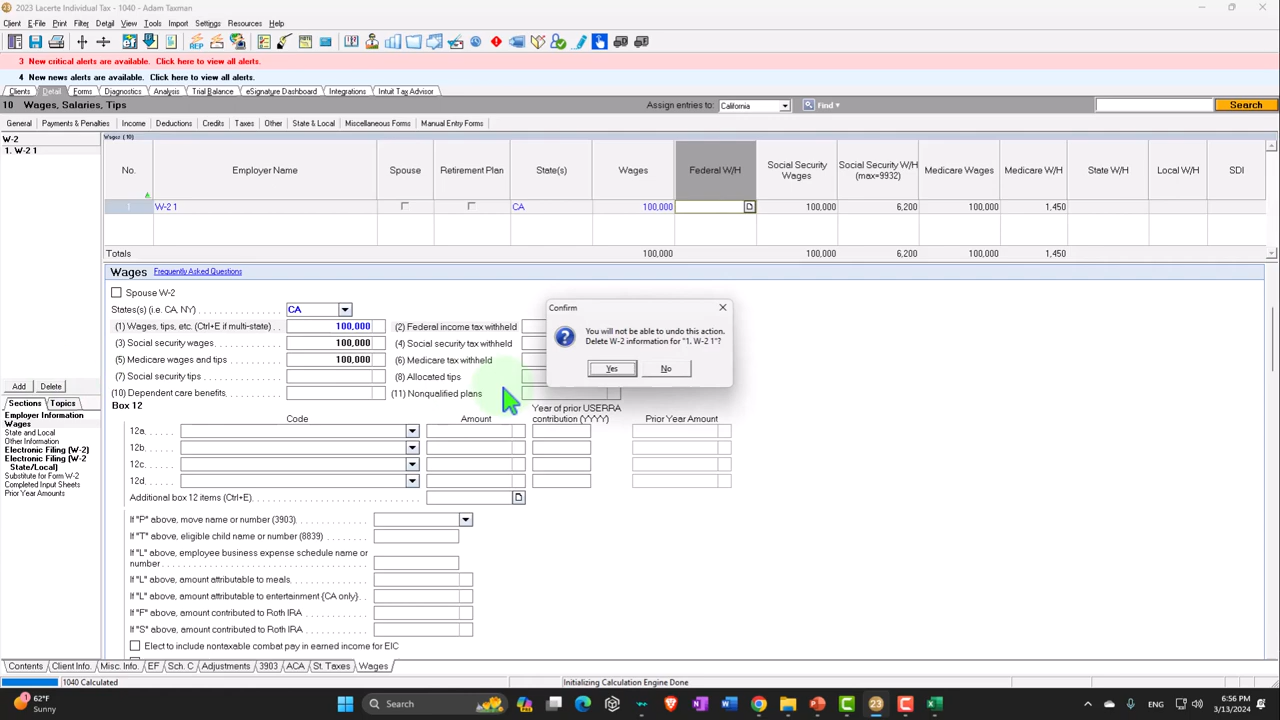 2023 Lacerte Individual Tax - 1040 - Adam Taxman
Client E-File Print Filter Detail View Tools Imports Settings Resources Help
REP
3 New critical alerts are available. Click here to view all alerts.
4 New news alerts are available. Click here to view all alerts.
Clients Detail Forms Diagnostics Analysis Trial Balance eSignature Dashboard Integrations Intuit Tax Advisor
10 Wages, Salaries, Tips Assign entries to: California Find Search
General Payments & Penalties Income Deductions Credits Taxes Other State & Local Miscellaneous Forms Manual Entry Forms
W-2 Wages (10)
1. W-2 1
No. Employer Name Spouse Retirement Plan State(s) Wages Federal W/H Social Security Wages Social Security W/H (max=9932) Medicare Wages Medicare W/H State W/H Local W/H SDI
1 W-2 1 CA 100,000 100,000 6,200 100,000 1,450
Totals 100,000 100,000 6,200 100,000 1,450
Wages Frequently Asked Questions
Spouse W-2
States(s) (i.e. CA, NY) CA
(1) Wages, tips, etc. (Ctrl+E if multi-state) 100,000 (2) Federal income tax withheld
(3) Social security wages 100,000 (4) Social security tax withheld
(5) Medicare wages and tips 100,000 (6) Medicare tax withheld
(7) Social security tips (8) Allocated tips
(10) Dependent care benefits (11) Nonqualified plans
Confirm
You will not be able to undo this action.
Delete W-2 information for "1. W-2 1"?
Yes No
Add Delete
Sections Topics
Employer Information
Wages
State and Local
Other Information
Electronic Filing (W-2)
Electronic Filing (W-2
State/Local)
Substitute for Form W-2
Completed Input Sheets
Prior Year Amounts
Box 12 Code Amount Year of prior USERRA contribution (YYYY) Prior Year Amount
12a.
12b.
12c.
12d.
Additional box 12 items (Ctrl+E)
If "P" above, move name or number (3903)
If "T" above, eligible child name or number (8839)
If "L" above, employee business expense schedule name or
number
If "L" above, amount attributable to meals
If "L" above, amount attributable to entertainment {CA only}
If "F" above, amount contributed to Roth IRA
If "S" above, amount contributed to Roth IRA
Elect to include nontaxable combat pay in earned income for EIC
Contents Client Info. Misc. Info. EF Sch. C Adjustments 3903 ACA St. Taxes Wages
1040 Calculated Initializing Calculation Engine Done
1 62°F
Sunny
Search
23
ENG 6:56 PM
3/13/2024